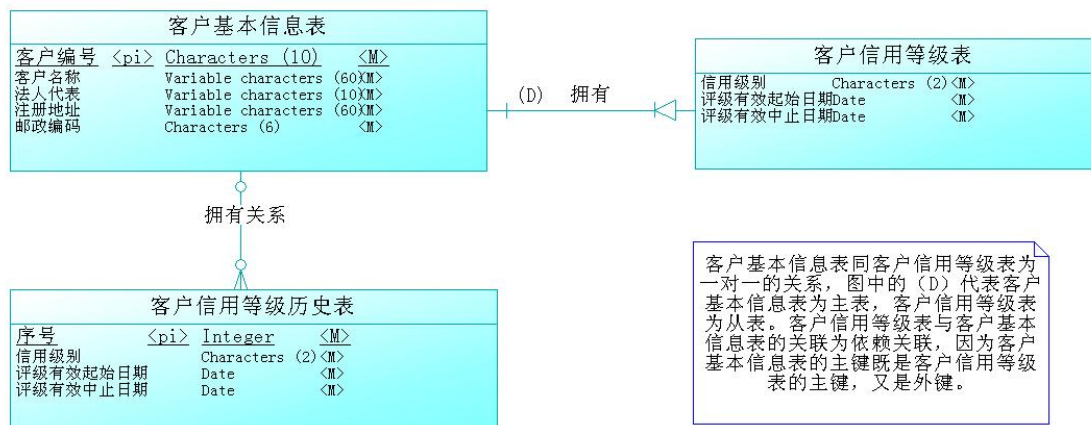 客户基本信息表
客户编号 <pi> Characters (10) <M>
客户名称 Variable characters (60)<M>
法人代表 Variable characters (10)<M>
注册地址 Variable characters (60)<M>
邮政编码 Characters (6) <M>
(D) 拥有
客户信用等级表
信用级别 Characters (2)<M>
评级有效起始日期Date <M>
评级有效中止日期Date <M>
拥有关系
客户信用等级历史表
序号 <pi> Integer <M>
信用级别 Characters (2)<M>
评级有效起始日期 Date <M>
评级有效中止日期 Date <M>
客户基本信息表同客户信用等级表为
一对一的关系，图中的（D）代表客户
基本信息表为主表，客户信用等级表
为从表。客户信用等级表与客户基本
信息表的关联为依赖关联，因为客户
基本信息表的主键既是客户信用等级
表的主键，又是外键。